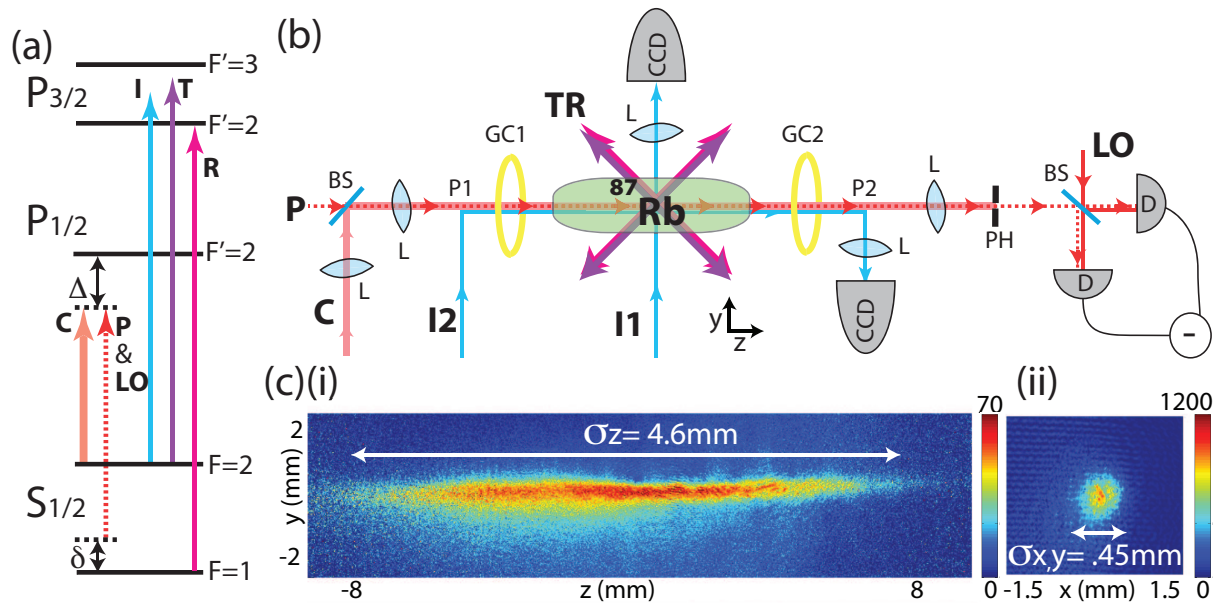 (a)
F'=3
P3/2
I
T
F'=2
R
P1/2
F'=2
Δ
C
P
&
LO
F=2
S1/2
δ
F=1
(b)
CCD
TR
L
GC1
GC2
LO
BS
P1
87
P2
L
BS
P
Rb
D
L
PH
L
L
D
C
I2
y
z
I1
CCD
−
(c)(i)
(ii)
2
σz= 4.6mm
70
1200
y (mm)
-2
σx,y= .45mm
-8
z (mm)
8
0
-1.5
x (mm)
1.5
0